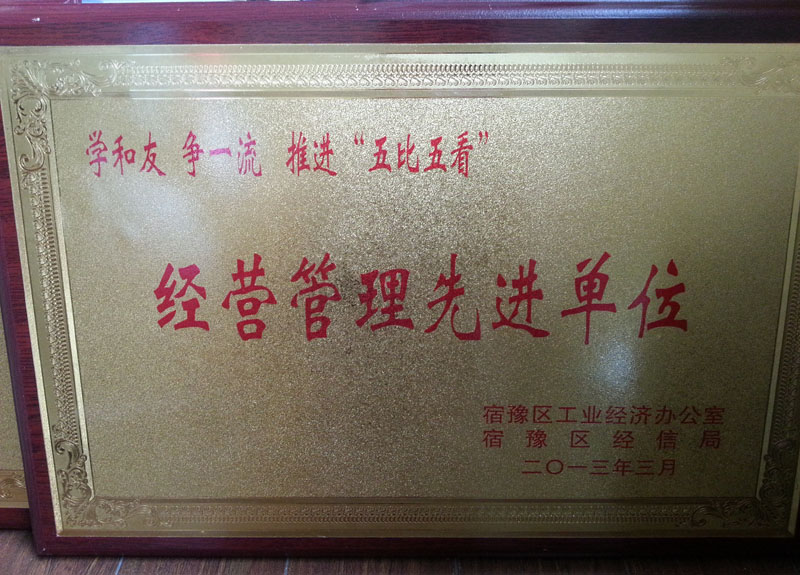 学和友 争一流 推进“五比五看”
经营管理先进单位
宿豫区工业经济办公室
宿豫区经信局
二〇一三年三月